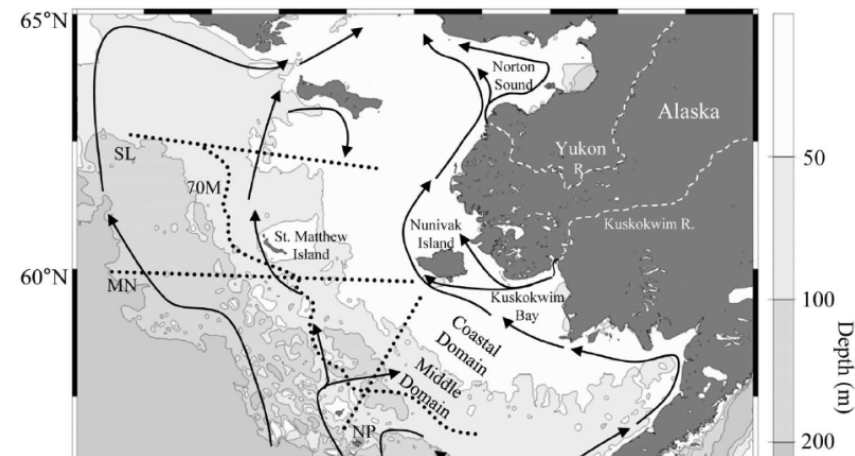 65°N
Norton
Sound
Alaska
Yukon
R
SL
50
70M
Kuskokwim R.
Nunivak
Island
St. Matthew
Island
60°N
MN
Kuskokwim
Bay
100
Coastal
Domain
Middle
Domain
Depth (m)
NP
200